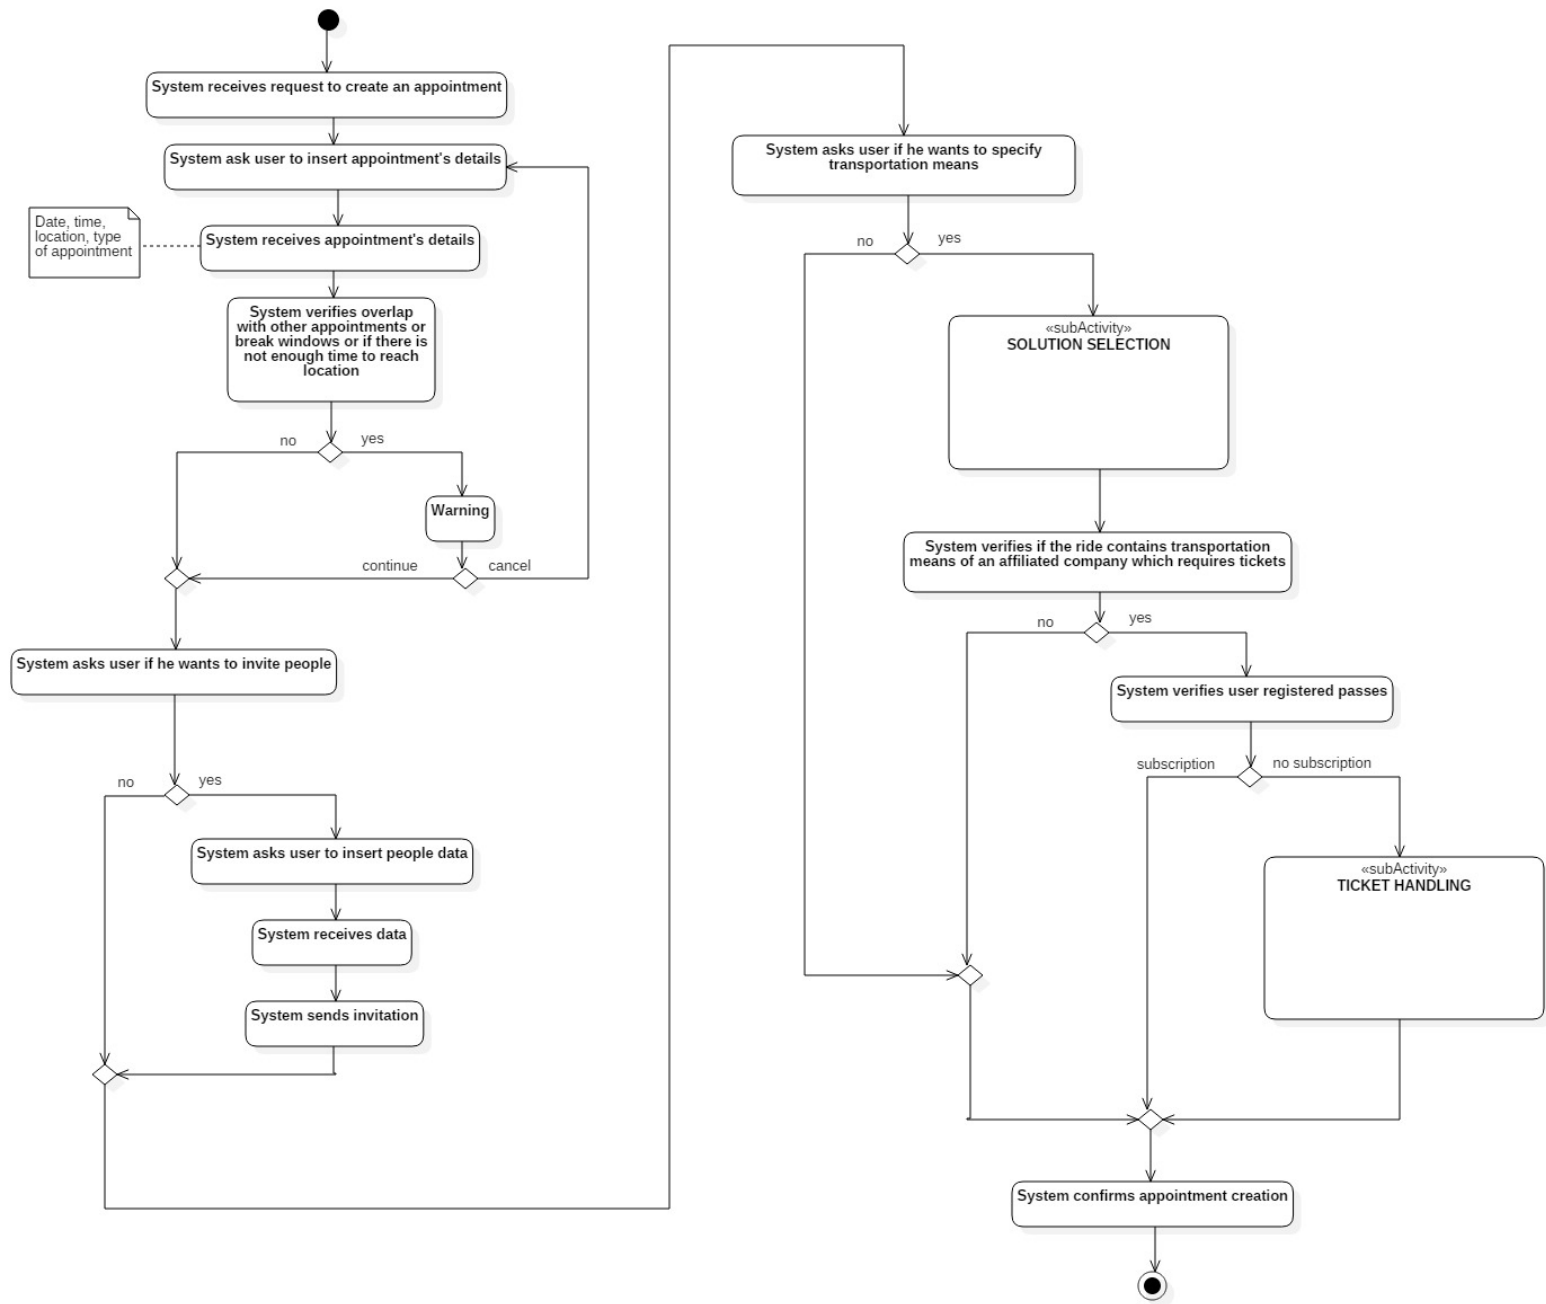 System receives request to create an appointment
System ask user to insert appointment's details
Date, time,
location, type
of appointment
System receives appointment's details
System verifies overlap
with other appointments or
break windows or if there is
not enough time to reach
location
no
yes
Warning
continue
cancel
System asks user if he wants to invite people
no
yes
System asks user to insert people data
System receives data
System sends invitation
System asks user if he wants to specify
transportation means
no
yes
«subActivity»
SOLUTION SELECTION
System verifies if the ride contains transportation
means of an affiliated company which requires tickets
no
yes
System verifies user registered passes
subscription
no subscription
«subActivity»
TICKET HANDLING
System confirms appointment creation